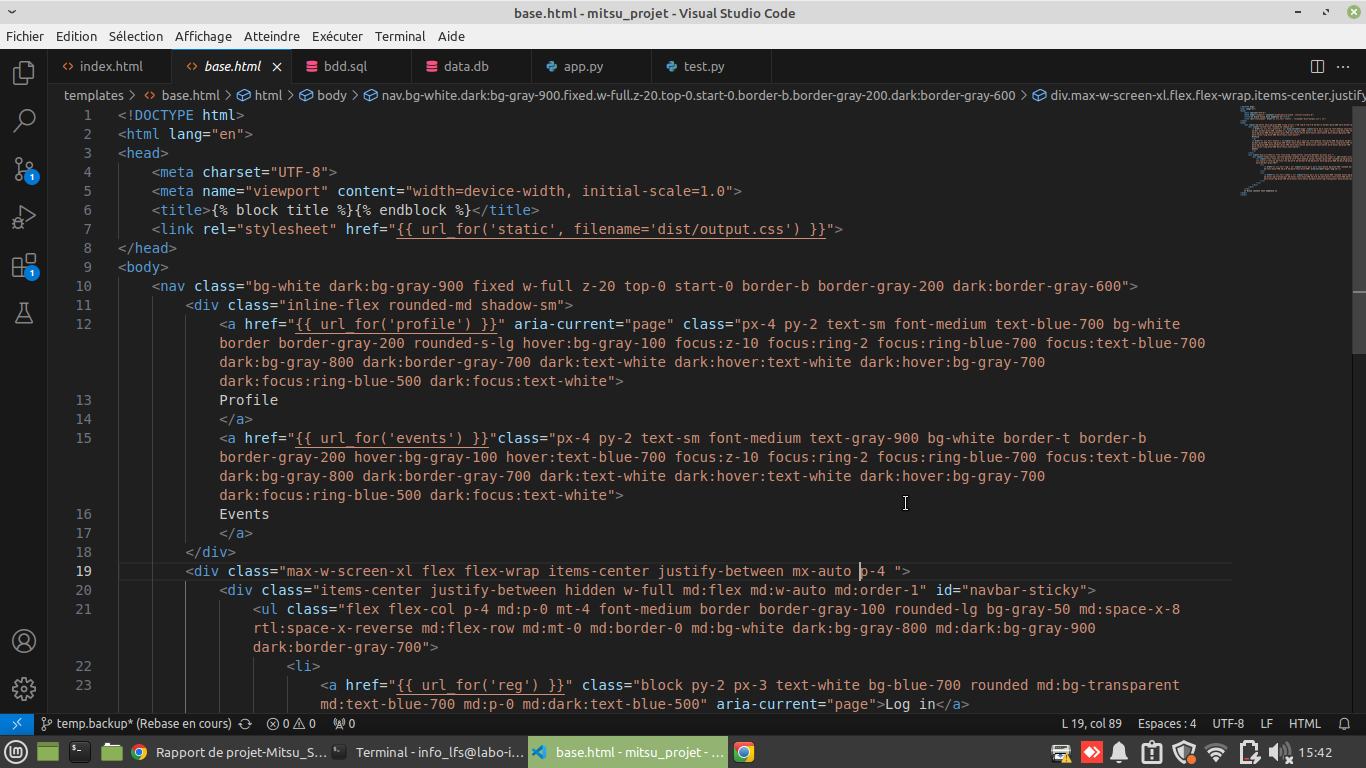 base.html - mitsu_projet - Visual Studio Code
Fichier Edition Sélection Affichage Atteindre Exécuter Terminal Aide
index.html base.html bdd.sql data.db app.py test.py
templates > base.html > html > body > nav.bg-white.dark:bg-gray-900.fixed.w-full.z-20.top-0.start-0.border-b.border-gray-200.dark:border-gray-600 > div.max-w-screen-xl.flex.flex-wrap.items-center.justify
1 <!DOCTYPE html>
2 <html lang="en">
3 <head>
4 <meta charset="UTF-8">
5 <meta name="viewport" content="width=device-width, initial-scale=1.0">
6 <title>{% block title %}{% endblock %}</title>
7 <link rel="stylesheet" href="{{ url_for('static', filename='dist/output.css') }}">
8 </head>
9 <body>
10 <nav class="bg-white dark:bg-gray-900 fixed w-full z-20 top-0 start-0 border-b border-gray-200 dark:border-gray-600">
11 <div class="inline-flex rounded-md shadow-sm">
12 <a href="{{ url_for('profile') }}" aria-current="page" class="px-4 py-2 text-sm font-medium text-blue-700 bg-white
border border-gray-200 rounded-s-lg hover:bg-gray-100 focus:z-10 focus:ring-2 focus:ring-blue-700 focus:text-blue-700
dark:bg-gray-800 dark:border-gray-700 dark:text-white dark:hover:text-white dark:hover:bg-gray-700
dark:focus:ring-blue-500 dark:focus:text-white">
13 Profile
14 </a>
15 <a href="{{ url_for('events') }}"class="px-4 py-2 text-sm font-medium text-gray-900 bg-white border-t border-b
border-gray-200 hover:bg-gray-100 hover:text-blue-700 focus:z-10 focus:ring-2 focus:ring-blue-700 focus:text-blue-700
dark:bg-gray-800 dark:border-gray-700 dark:text-white dark:hover:text-white dark:hover:bg-gray-700
dark:focus:ring-blue-500 dark:focus:text-white">
16 Events
17 </a>
18 </div>
19 <div class="max-w-screen-xl flex flex-wrap items-center justify-between mx-auto p-4 ">
20 <div class="items-center justify-between hidden w-full md:flex md:w-auto md:order-1" id="navbar-sticky">
21 <ul class="flex flex-col p-4 md:p-0 mt-4 font-medium border border-gray-100 rounded-lg bg-gray-50 md:space-x-8
rtl:space-x-reverse md:flex-row md:mt-0 md:border-0 md:bg-white dark:bg-gray-800 md:dark:bg-gray-900
dark:border-gray-700">
22 <li>
23 <a href="{{ url_for('reg') }}" class="block py-2 px-3 text-white bg-blue-700 rounded md:bg-transparent
md:text-blue-700 md:p-0 md:dark:text-blue-500" aria-current="page">Log in</a>
1
1
temp.backup* (Rebase en cours) 0 0 0 L 19, col 89 Espaces : 4 UTF-8 LF HTML
Rapport de projet-Mitsu_S... Terminal - info_lfs@labo-i... base.html - mitsu_projet - ... 15:42